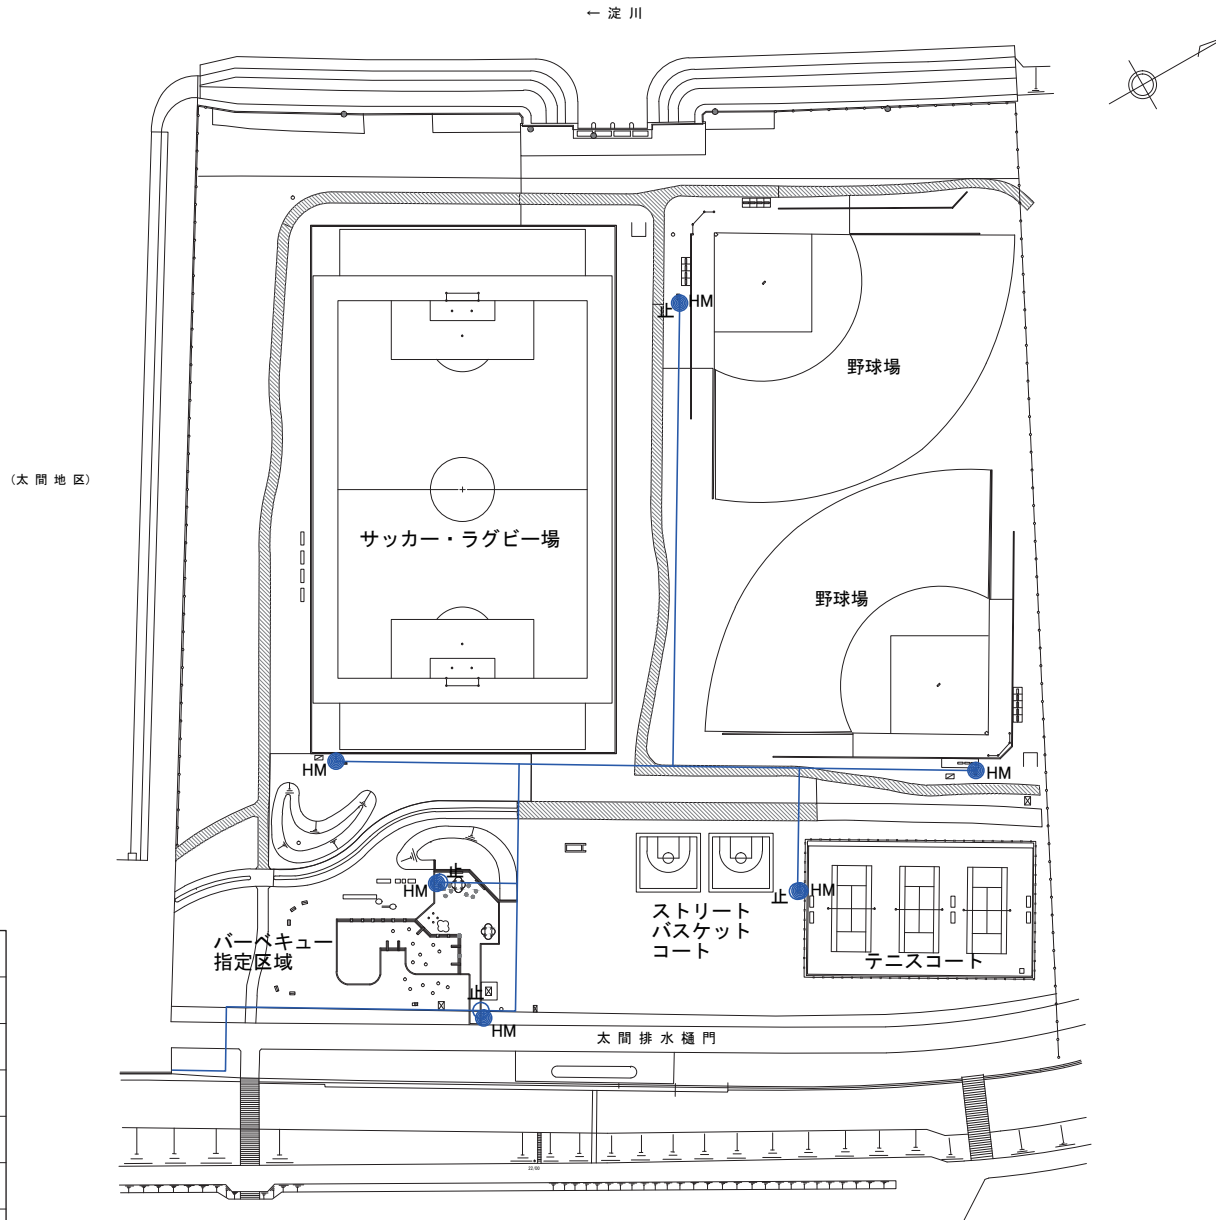 ← 淀 川
HM
止
野球場
(太 間 地 区)
サッカー・ラグビー場
野球場
HM
HM
止
HM
止
HM
ストリート
バスケット
コート
バーベキュー
指定区域
テニスコート
止
HM
太 間 排 水 樋 門
22.60